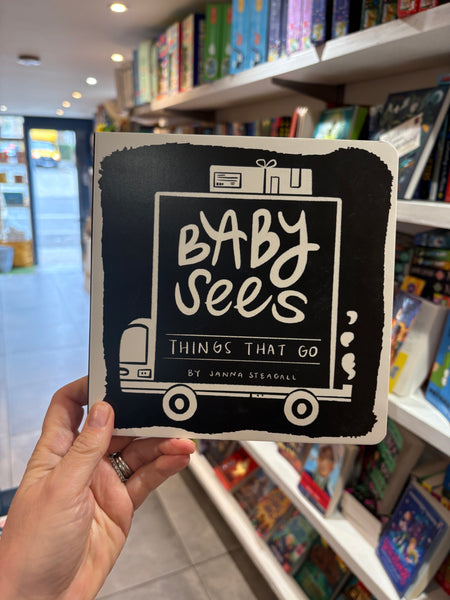 BABY
Sees
THINGS THAT GO
BY JANNA STEAGALL